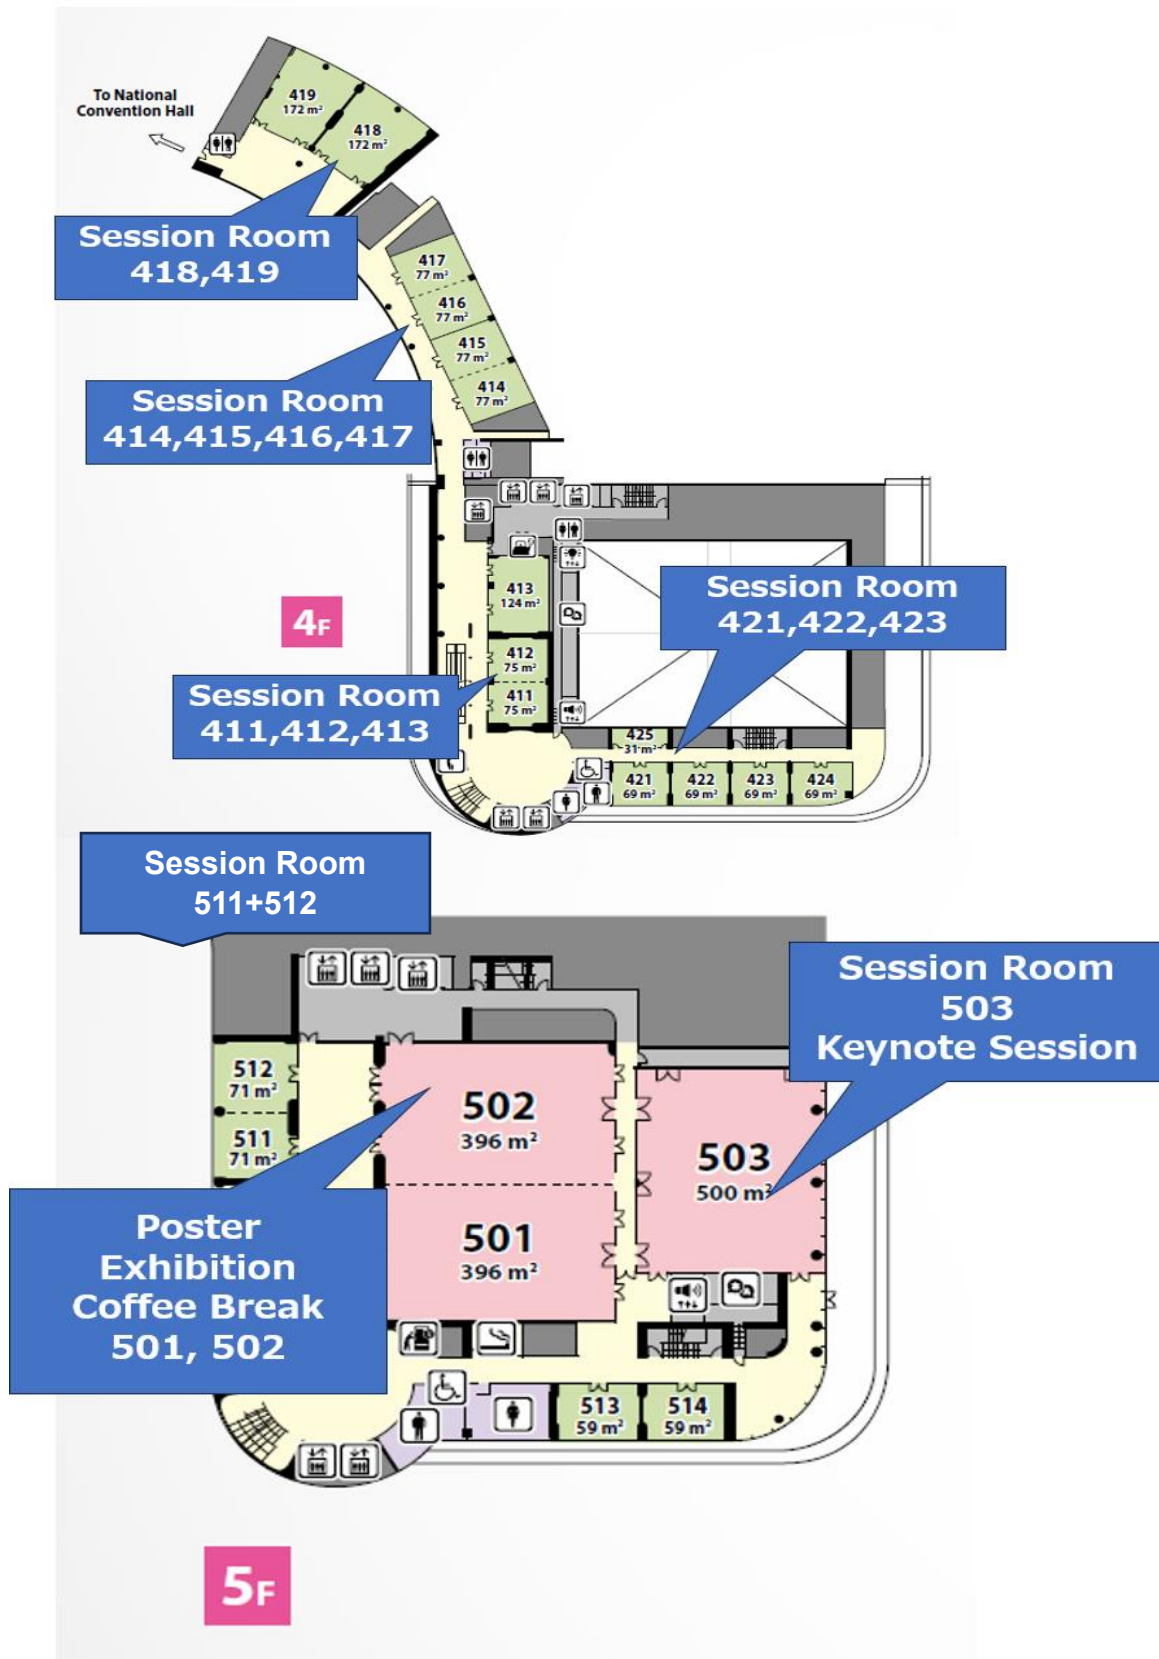 To National
Convention Hall
419
172 m²
418
172 m²
Session Room
418,419
417
77 m²
416
77 m²
415
77 m²
414
77 m²
Session Room
414,415,416,417
413
124 m²
Session Room
421,422,423
4F
412
75 m²
411
75 m²
Session Room
411,412,413
425
31 m²
421
69 m²
422
69 m²
423
69 m²
424
69 m²
Session Room
511+512
Session Room
503
Keynote Session
512
71 m²
511
71 m²
502
396 m²
503
500 m²
501
396 m²
Poster
Exhibition
Coffee Break
501, 502
513
59 m²
514
59 m²
5F